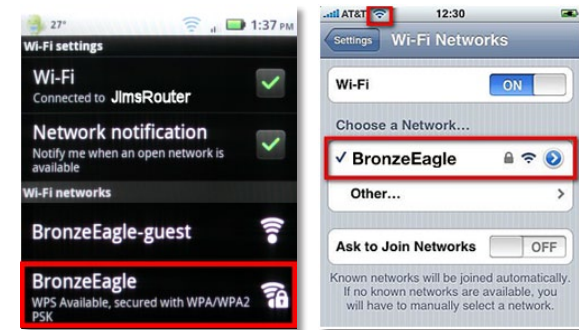 27°
1:37 PM
Wi-Fi settings
Wi-Fi
Connected to JimsRouter
Network notification
Notify me when an open network is
available
Wi-Fi networks
BronzeEagle-guest
BronzeEagle
WPS Available, secured with WPA/WPA2
PSK
AT&T
12:30
Settings
Wi-Fi Networks
Wi-Fi
ON
Choose a Network...
✓ BronzeEagle
Other...
Ask to Join Networks
OFF
Known networks will be joined automatically.
If no known networks are available, you
will have to manually select a network.